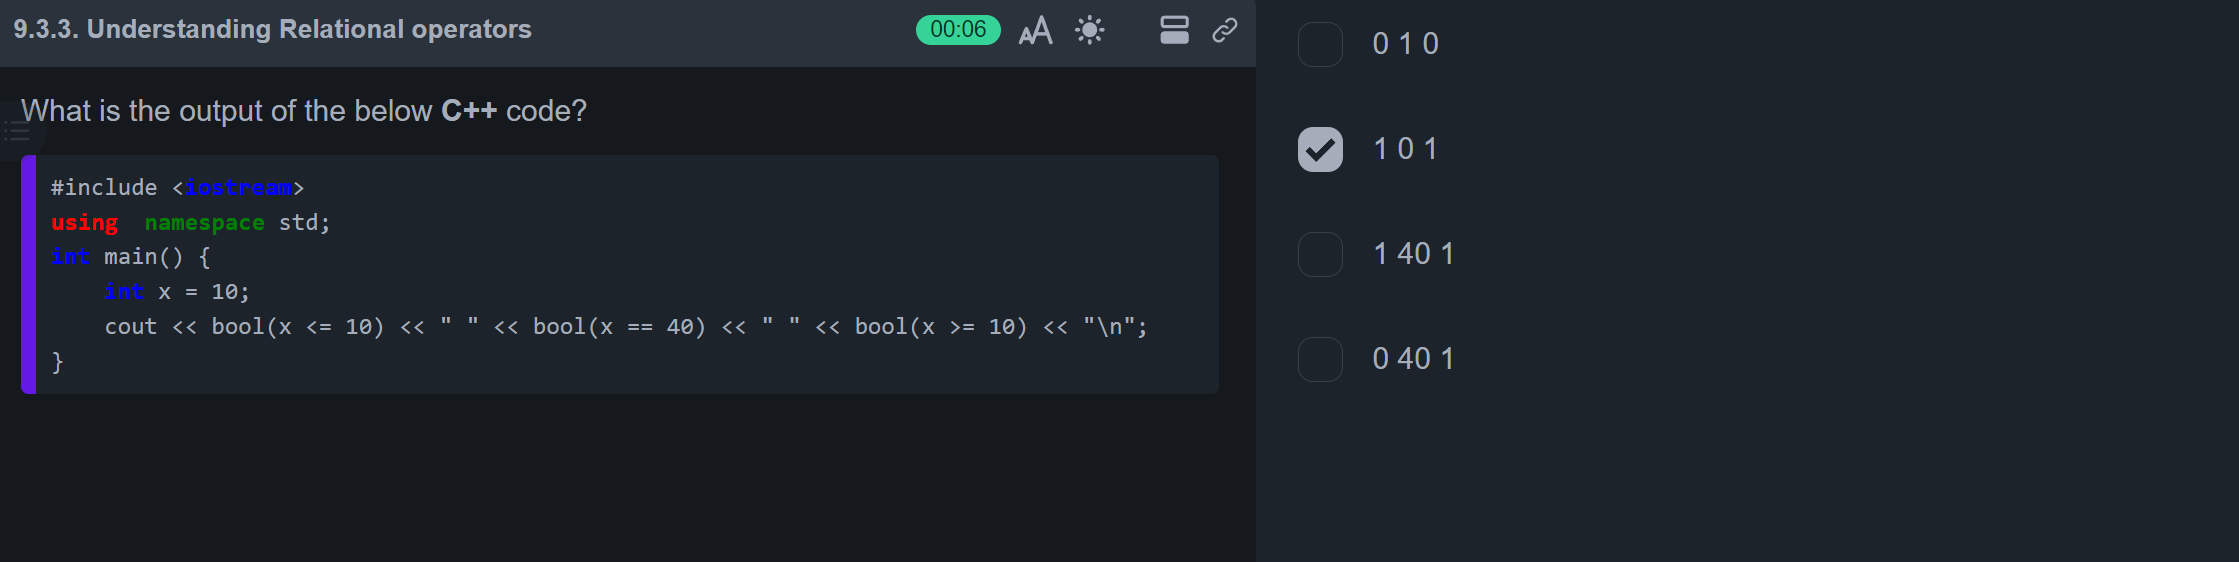 9.3.3. Understanding Relational operators
00:06
What is the output of the below C++ code?
#include <iostream>
using  namespace std;
int main() {
    int x = 10;
    cout << bool(x <= 10) << " " << bool(x == 40) << " " << bool(x >= 10) << "\n";
}
0 1 0
1 0 1
1 40 1
0 40 1